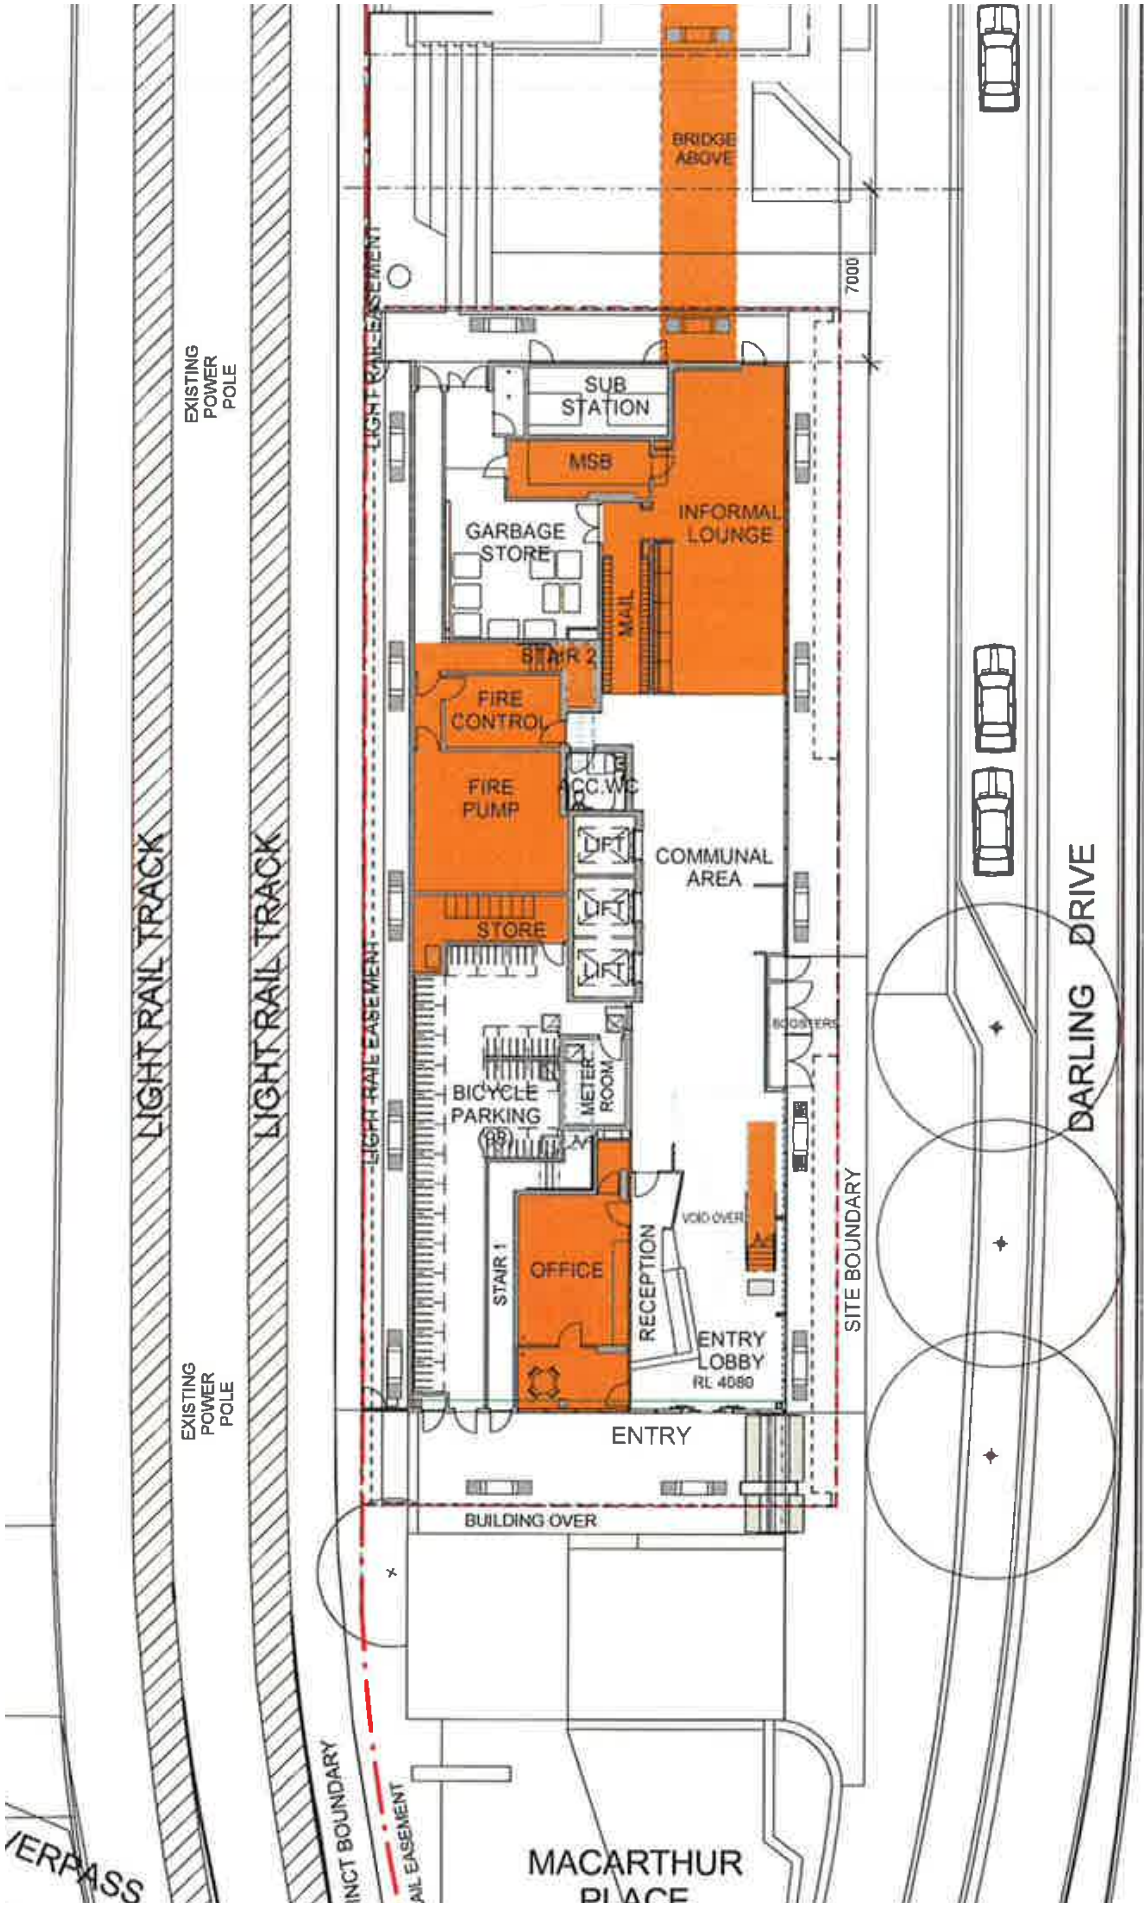 BRIDGE
ABOVE
7000
LIGHT RAIL EASEMENT
EXISTING
POWER
POLE
SUB
STATION
MSB
INFORMAL
LOUNGE
GARBAGE
STORE
MAIL
STAIR 2
FIRE
CONTROL
FIRE
PUMP
ACC.WC
LIFT
COMMUNAL
AREA
LIFT
STORE
LIFT
LIGHT RAIL TRACK
LIGHT RAIL TRACK
LIGHT RAIL EASEMENT
DARLING DRIVE
BOOSTERS
METER
ROOM
BICYCLE
PARKING
VOID OVER
SITE BOUNDARY
STAIR 1
OFFICE
RECEPTION
ENTRY
LOBBY
RL 4080
EXISTING
POWER
POLE
ENTRY
BUILDING OVER
INCT BOUNDARY
AIL EASEMENT
VERPASS
MACARTHUR
PLACE